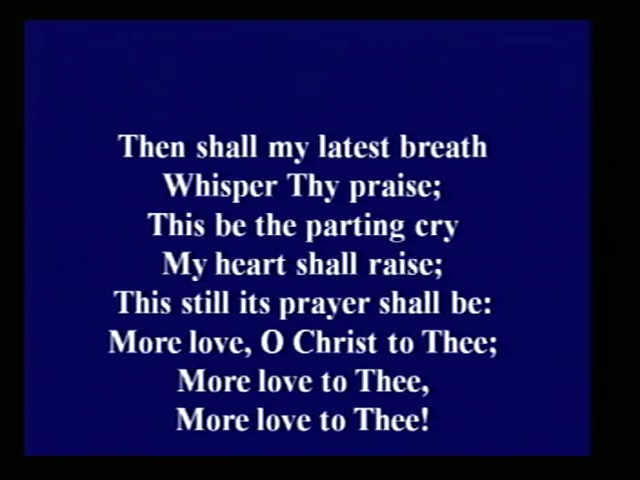 Then shall my latest breath
Whisper Thy praise;
This be the parting cry
My heart shall raise;
This still its prayer shall be:
More love, O Christ to Thee;
More love to Thee,
More love to Thee!